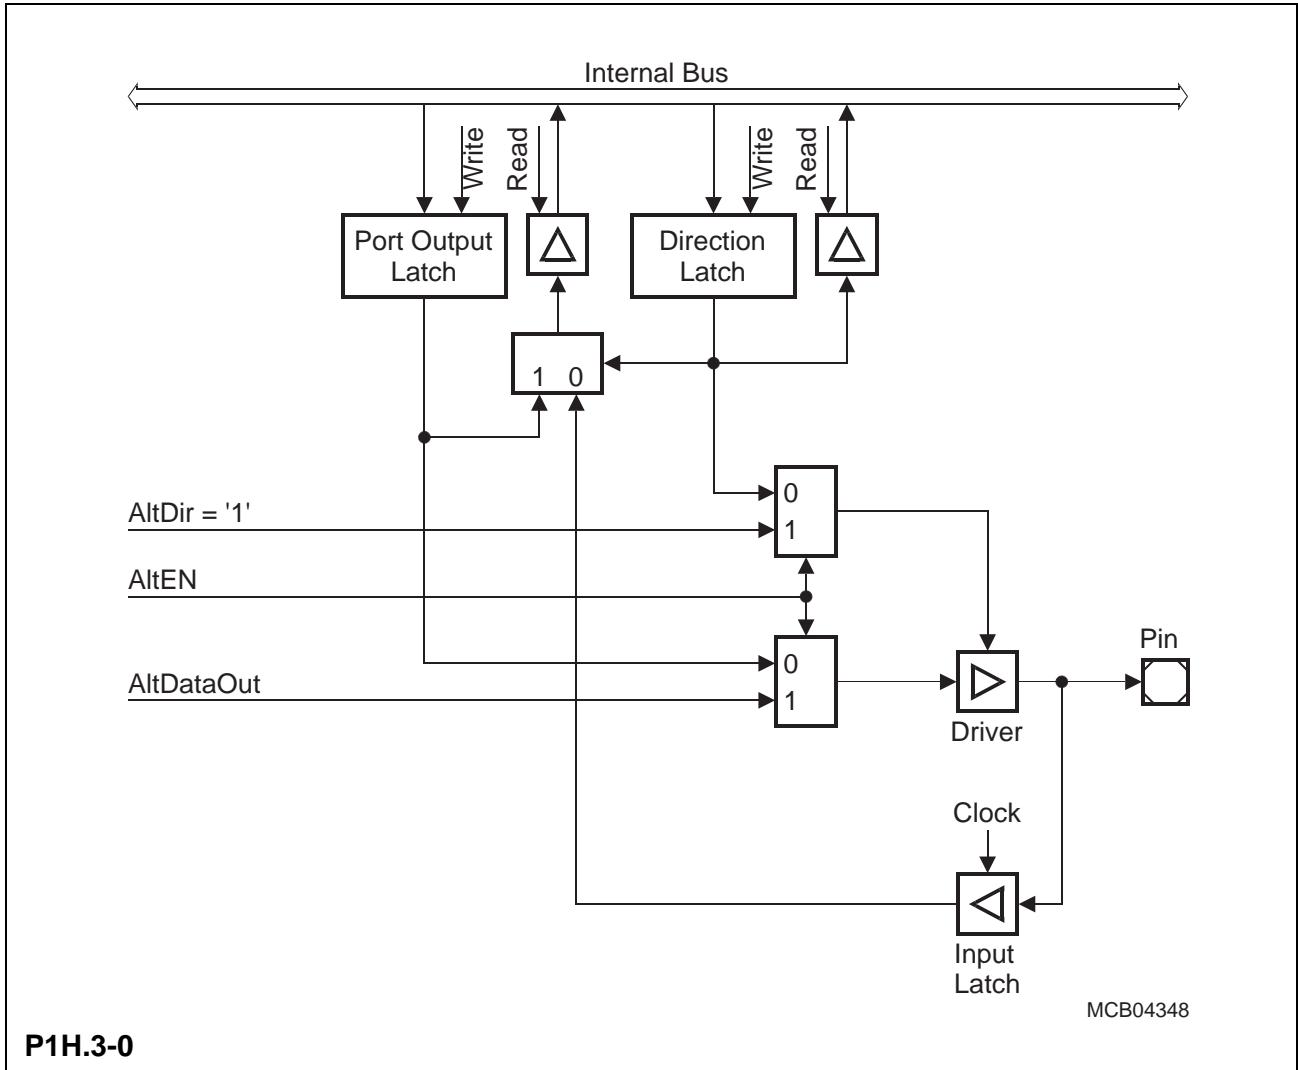 Internal Bus
Write
Read
Write
Read
Port Output
Latch
Direction
Latch
1 0
0
AltDir = '1'
1
AltEN
0
AltDataOut
1
Pin
Driver
Clock
Input
Latch
MCB04348
P1H.3-0